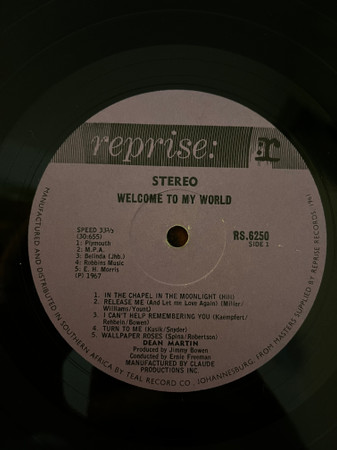 reprise:
STEREO
WELCOME TO MY WORLD
SPEED 33⅓
(30:655)
1: Plymouth
2: M.P.A.
3: Belinda (Jhb.)
4: Robbins Music
5: E. H. Morris
(P) 1967
RS.6250
SIDE 1
1. IN THE CHAPEL IN THE MOONLIGHT (Hill)
2. RELEASE ME (And Let me Love Again) (Miller/
Williams/Yount)
3. I CAN'T HELP REMEMBERING YOU (Kaempfert/
Rehbein/Bowen)
4. TURN TO ME (Kusik/Snyder)
5. WALLPAPER ROSES (Spina/Robertson)
DEAN MARTIN
Produced by Jimmy Bowen
Conducted by Ernie Freeman
MANUFACTURED BY CLAUDE
PRODUCTIONS INC.
MANUFACTURED AND DISTRIBUTED IN SOUTHERN AFRICA BY TEAL RECORD CO., JOHANNESBURG, FROM MASTERS SUPPLIED BY REPRISE RECORDS, INC.